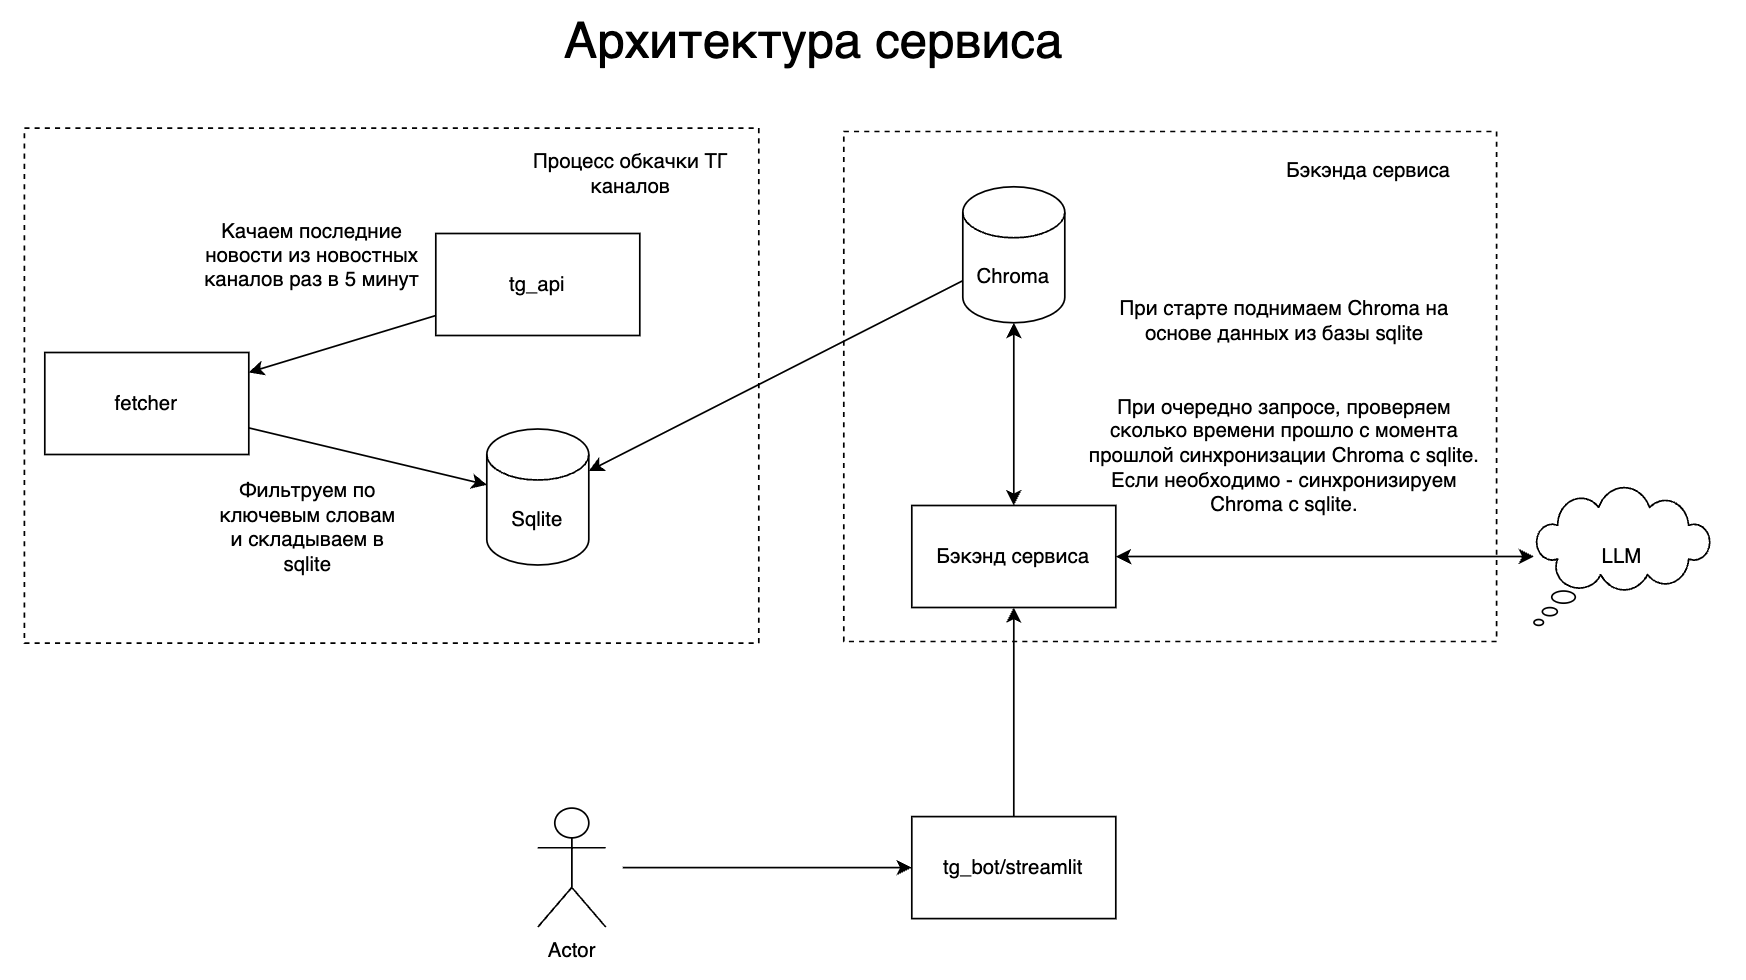 Архитектура сервиса
Процесс обкачки ТГ
каналов
Качаем последние
новости из новостных
каналов раз в 5 минут
tg_api
fetcher
Фильтруем по
ключевым словам
и складываем в
sqlite
Sqlite
Бэкэнда сервиса
Chroma
При старте поднимаем Chroma на
основе данных из базы sqlite
При очередно запросе, проверяем
сколько времени прошло с момента
прошлой синхронизации Chroma с sqlite.
Если необходимо - синхронизируем
Chroma с sqlite.
Бэкэнд сервиса
LLM
tg_bot/streamlit
Actor